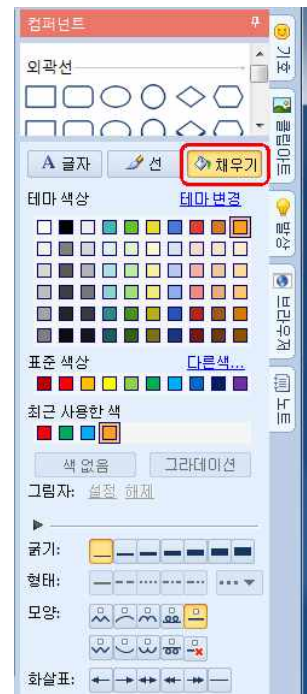 컴퍼넌트
외곽선
A 글자 선 채우기
테마 색상 테마 변경
표준 색상 다른색...
최근 사용한 색
색 없음 그라데이션
그림자: 설정 해제
굵기:
형태:
모양:
화살표:
기호
클립아트
발상
브라우저
노트